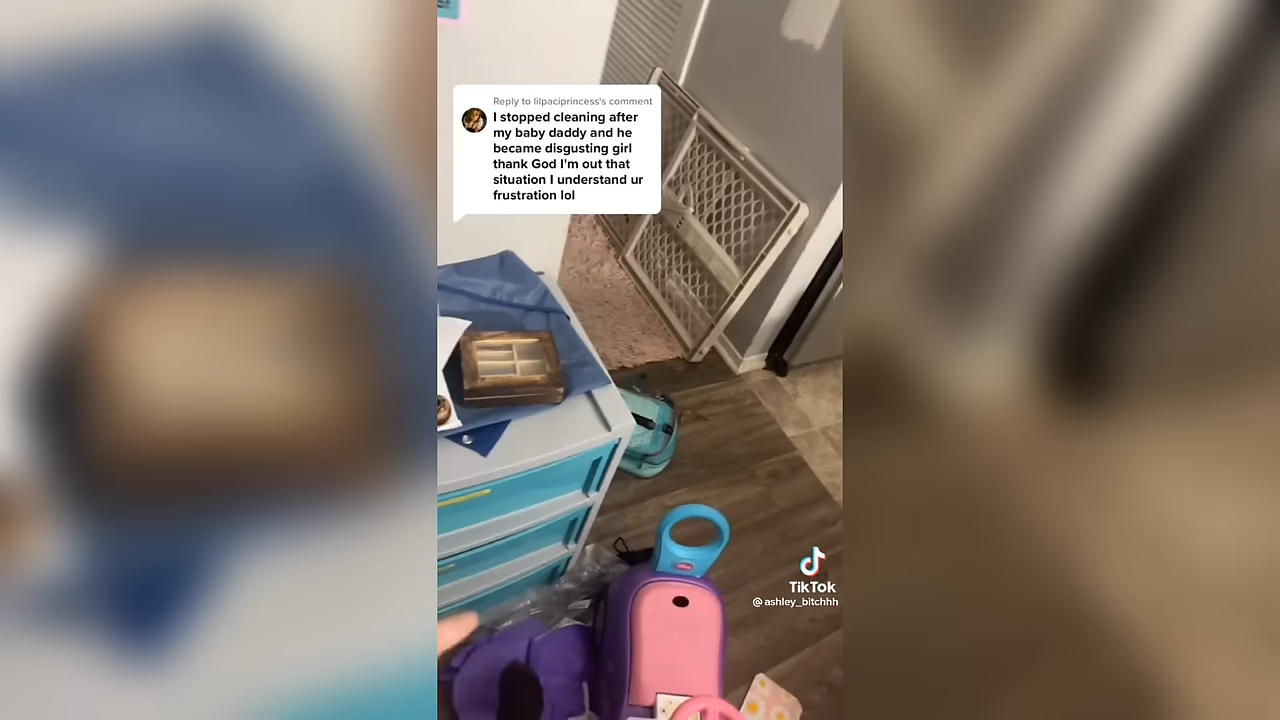 Reply to lilpaciprincess's comment
I stopped cleaning after
my baby daddy and he
became disgusting girl
thank God I'm out that
situation I understand ur
frustration lol
TikTok
@ashley_bitchhh